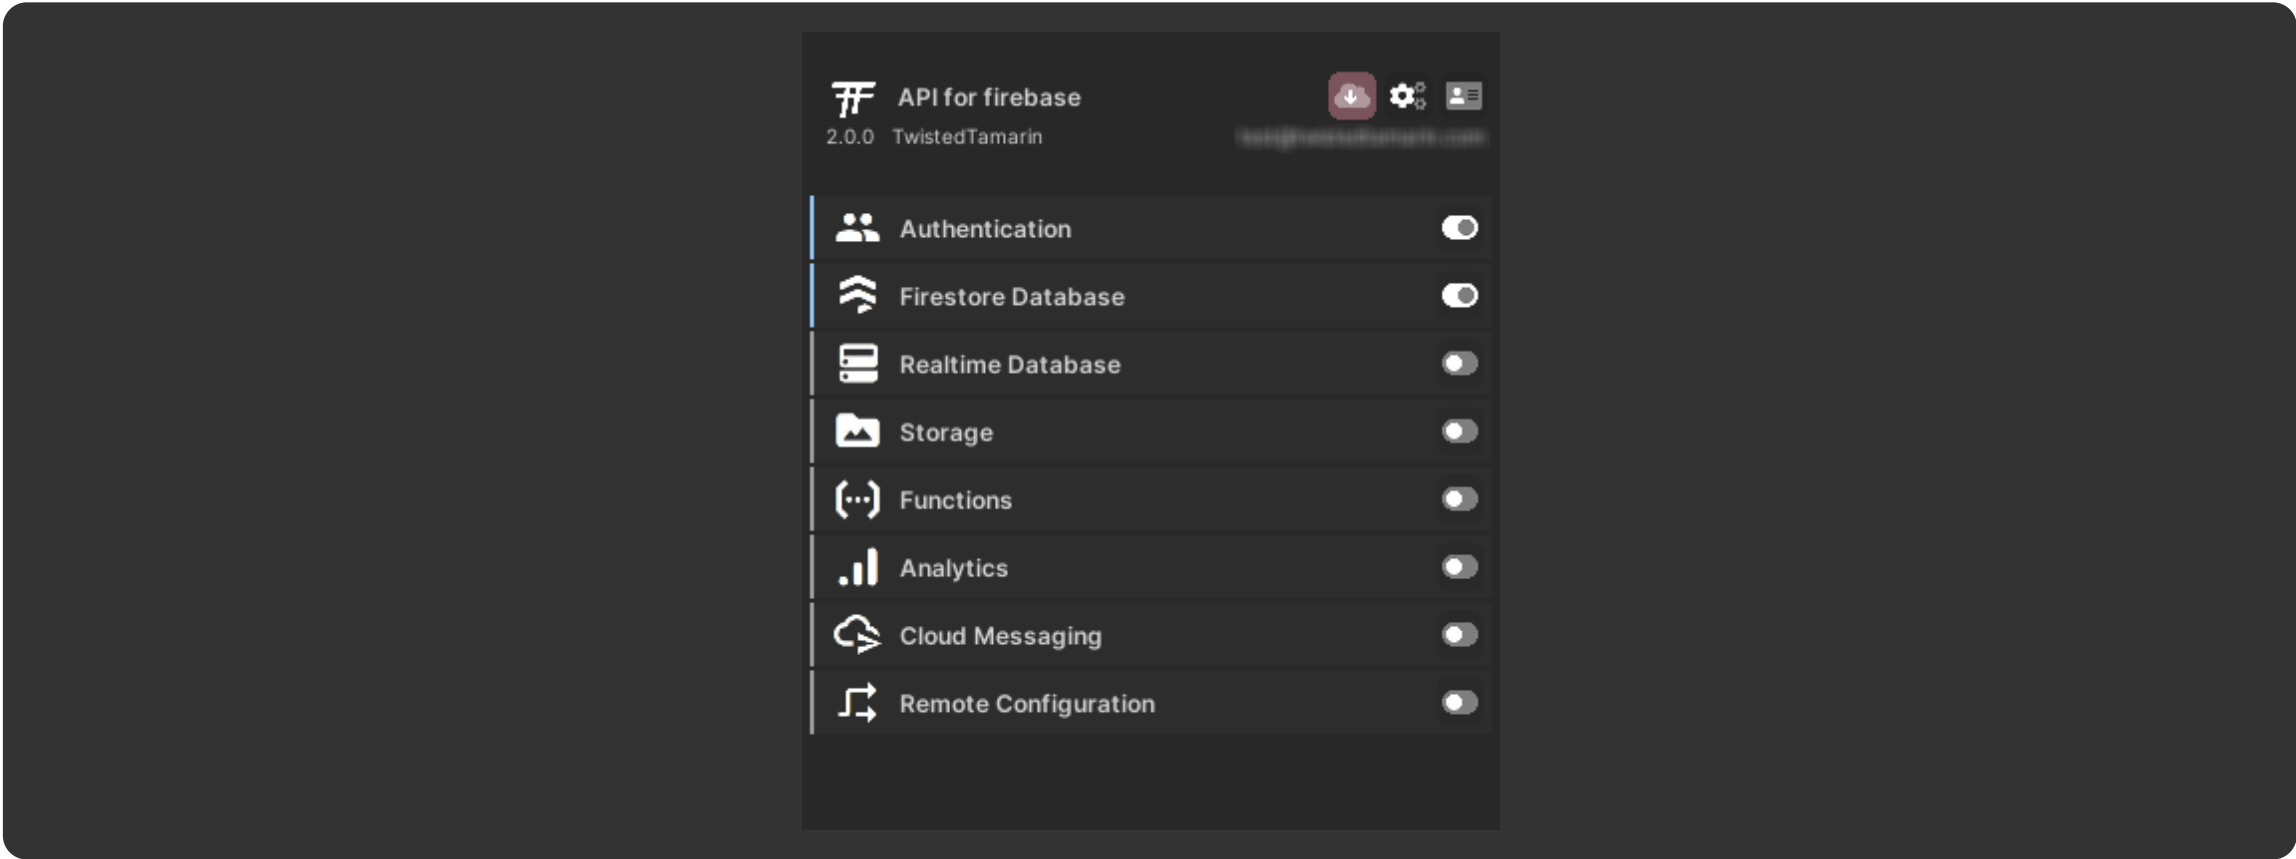 API for firebase
2.0.0 TwistedTamarin
Authentication
Firestore Database
Realtime Database
Storage
Functions
Analytics
Cloud Messaging
Remote Configuration